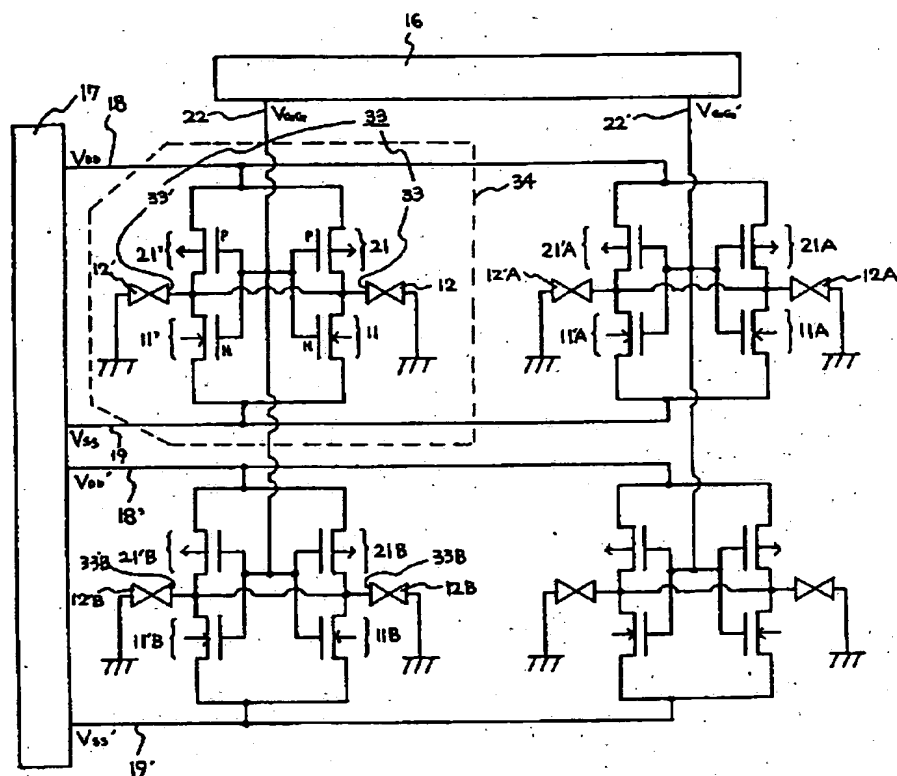 16
17
18
22
VGG
33
22'
VGG'
VDD
33'
34
P
P
21'
21
21'A
21A
12'
12
12'A
12A
11'
N
N
11
11'A
11A
VSS
19
VDD'
18'
21'B
21B
33'B
33B
12'B
12B
11'B
11B
VSS'
19'